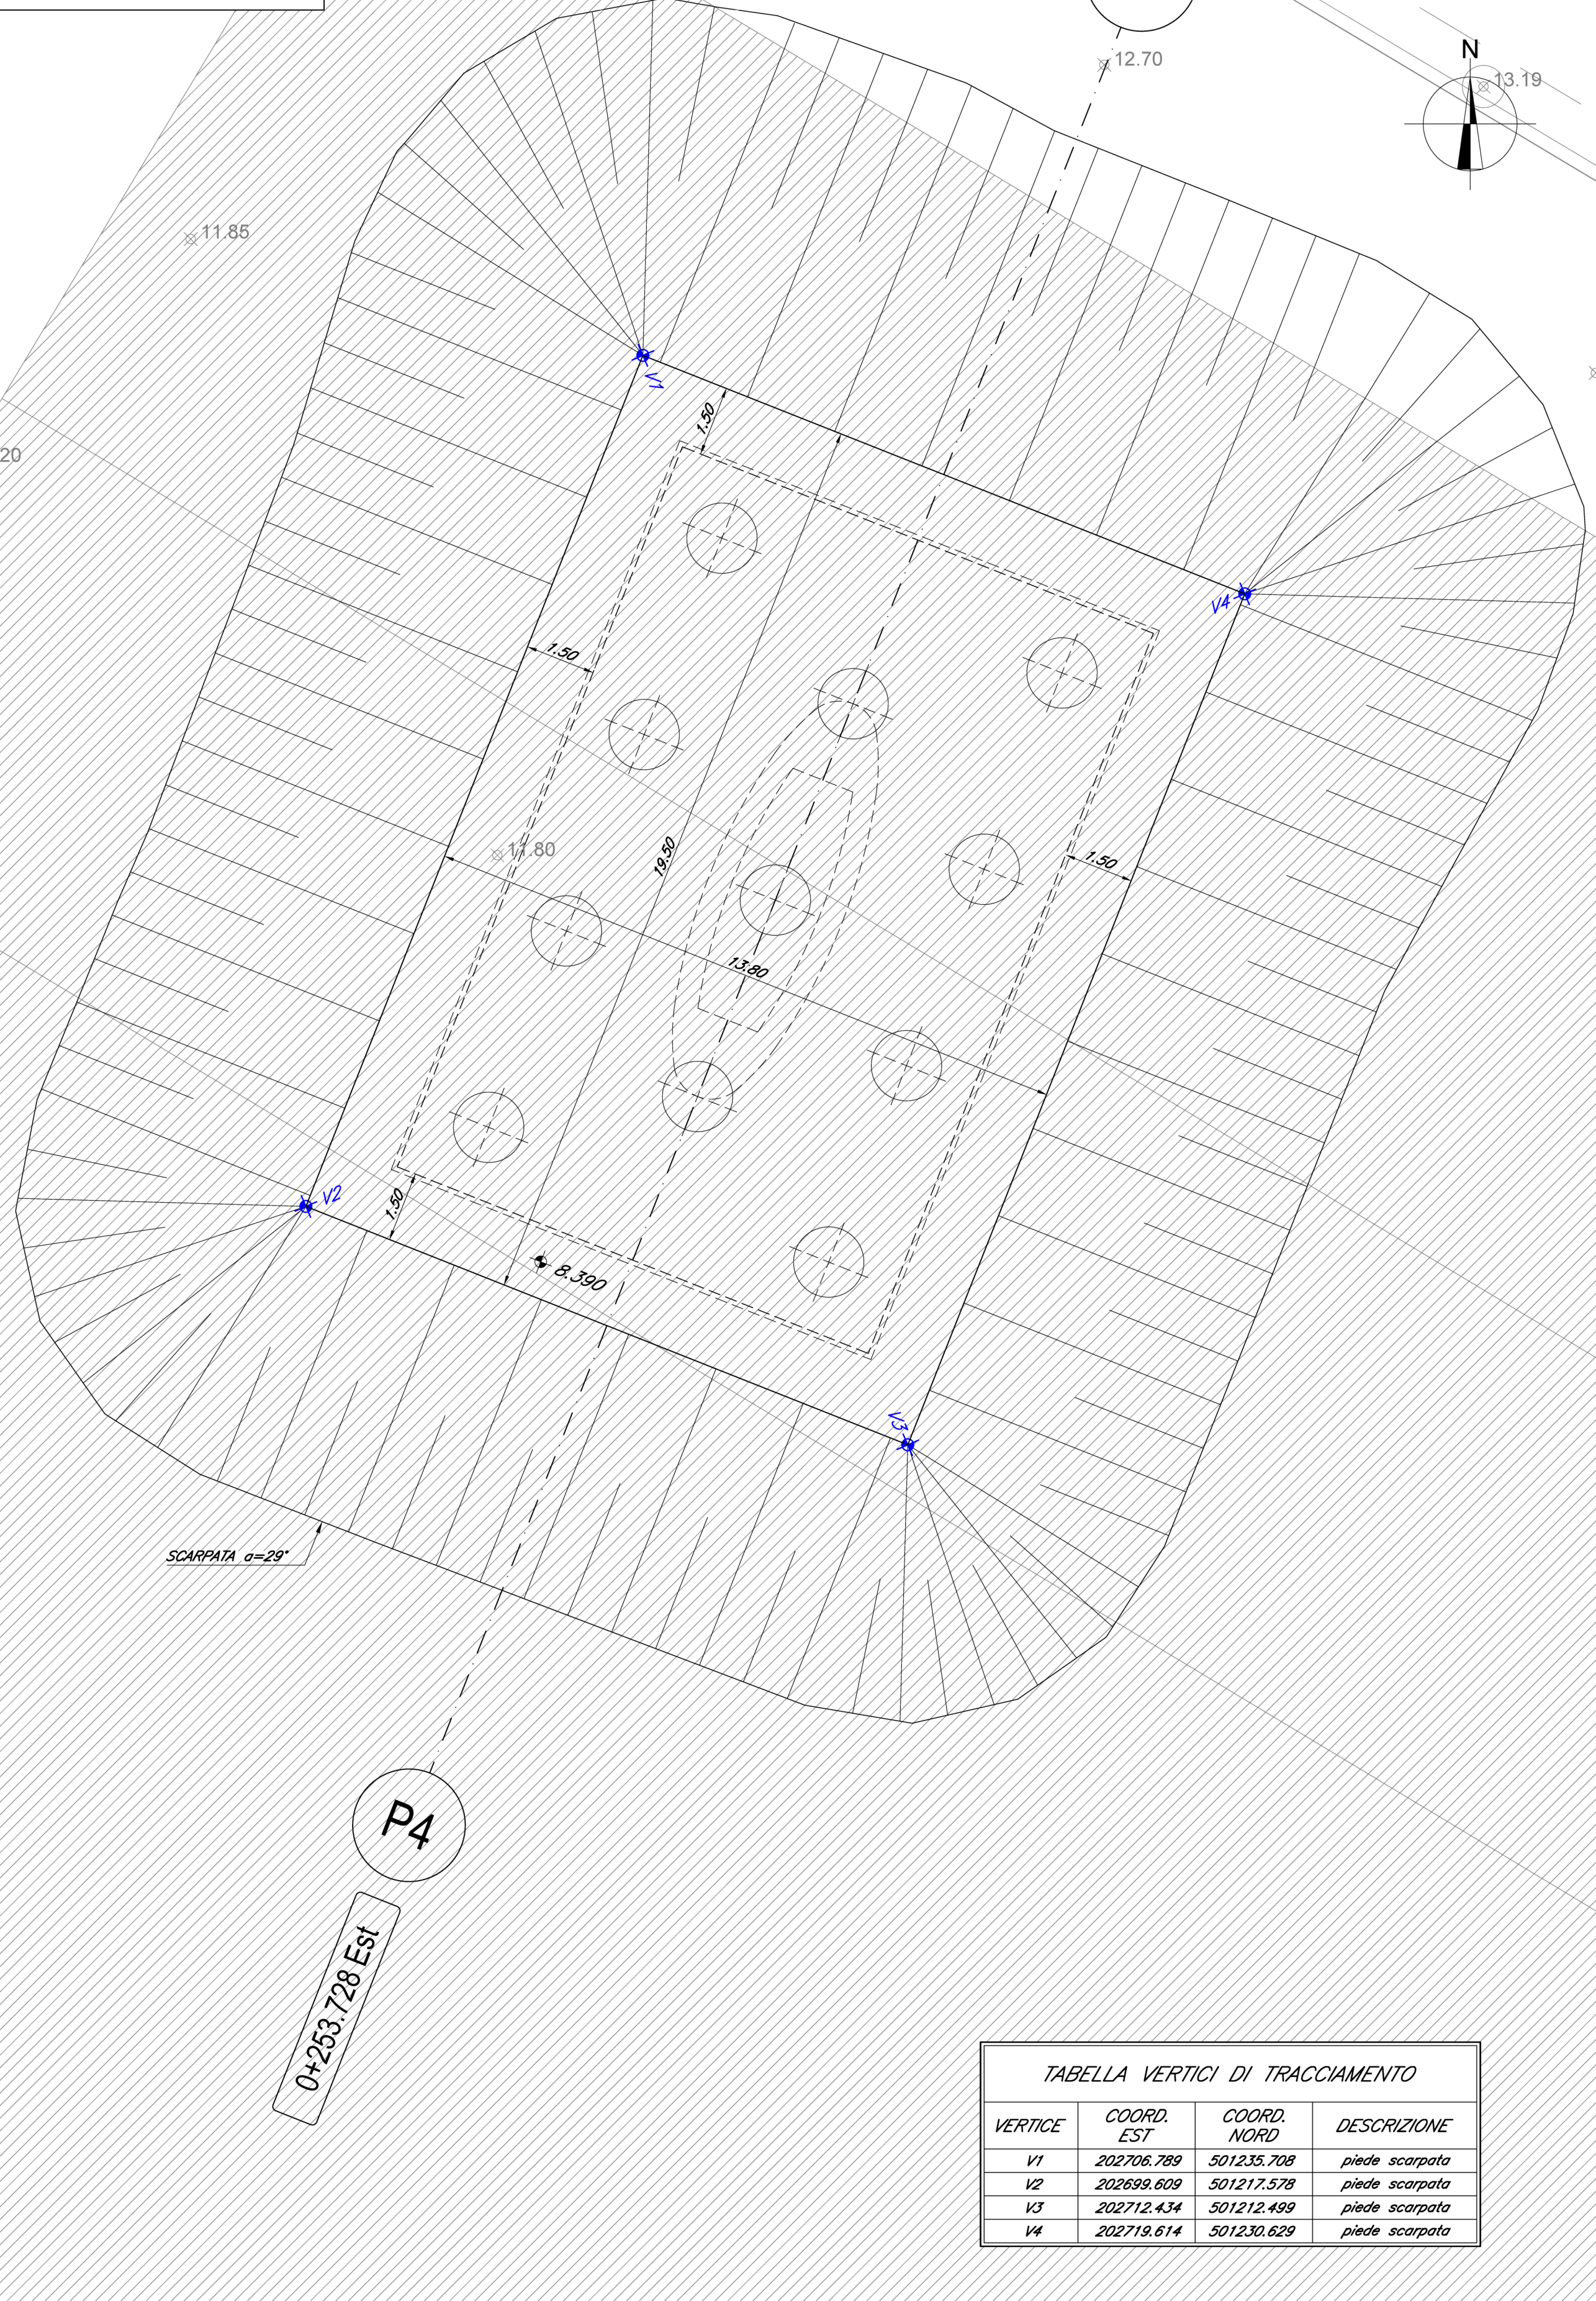 N
12.70
13.19
11.85
20
V1
1.50
V4
1.50
1.50
11.80
19.50
13.80
V2
1.50
8.390
V3
SCARPATA a=29°
P4
0+253.728 Est
TABELLA VERTICI DI TRACCIAMENTO
VERTICE COORD. EST COORD. NORD DESCRIZIONE
V1 202706.789 501235.708 piede scarpata
V2 202699.609 501217.578 piede scarpata
V3 202712.434 501212.499 piede scarpata
V4 202719.614 501230.629 piede scarpata